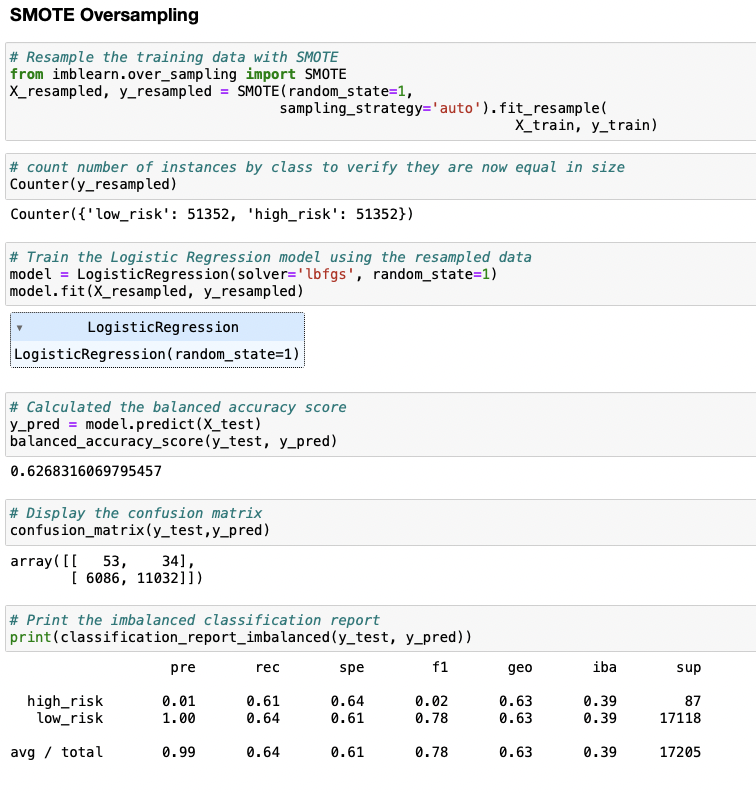 SMOTE Oversampling
# Resample the training data with SMOTE
from imblearn.over_sampling import SMOTE
X_resampled, y_resampled = SMOTE(random_state=1,
sampling_strategy='auto').fit_resample(
X_train, y_train)
# count number of instances by class to verify they are now equal in size
Counter(y_resampled)
Counter({'low_risk': 51352, 'high_risk': 51352})
# Train the Logistic Regression model using the resampled data
model = LogisticRegression(solver='lbfgs', random_state=1)
model.fit(X_resampled, y_resampled)
▾ LogisticRegression
LogisticRegression(random_state=1)
# Calculated the balanced accuracy score
y_pred = model.predict(X_test)
balanced_accuracy_score(y_test, y_pred)
0.6268316069795457
# Display the confusion matrix
confusion_matrix(y_test,y_pred)
array([[   53,    34],
       [ 6086, 11032]])
# Print the imbalanced classification report
print(classification_report_imbalanced(y_test, y_pred))
pre rec spe f1 geo iba sup
high_risk 0.01 0.61 0.64 0.02 0.63 0.39 87
low_risk 1.00 0.64 0.61 0.78 0.63 0.39 17118
avg / total 0.99 0.64 0.61 0.78 0.63 0.39 17205